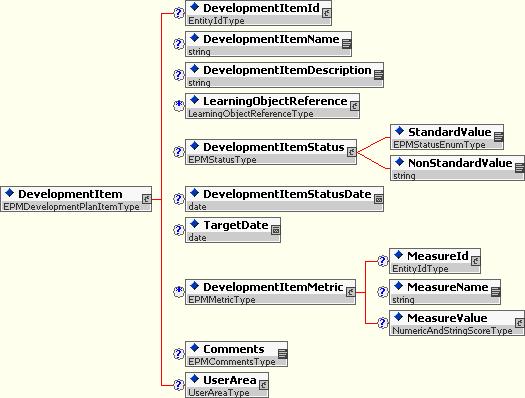 DevelopmentItemId
EntityIdType
DevelopmentItemName
string
DevelopmentItemDescription
string
LearningObjectReference
LearningObjectReferenceType
DevelopmentItemStatus
EPMStatusType
StandardValue
EPMStatusEnumType
NonStandardValue
string
DevelopmentItem
EPMDevelopmentPlanItemType
DevelopmentItemStatusDate
date
TargetDate
date
DevelopmentItemMetric
EPMMetricType
MeasureId
EntityIdType
MeasureName
string
MeasureValue
NumericAndStringScoreType
Comments
EPMCommentsType
UserArea
UserAreaType